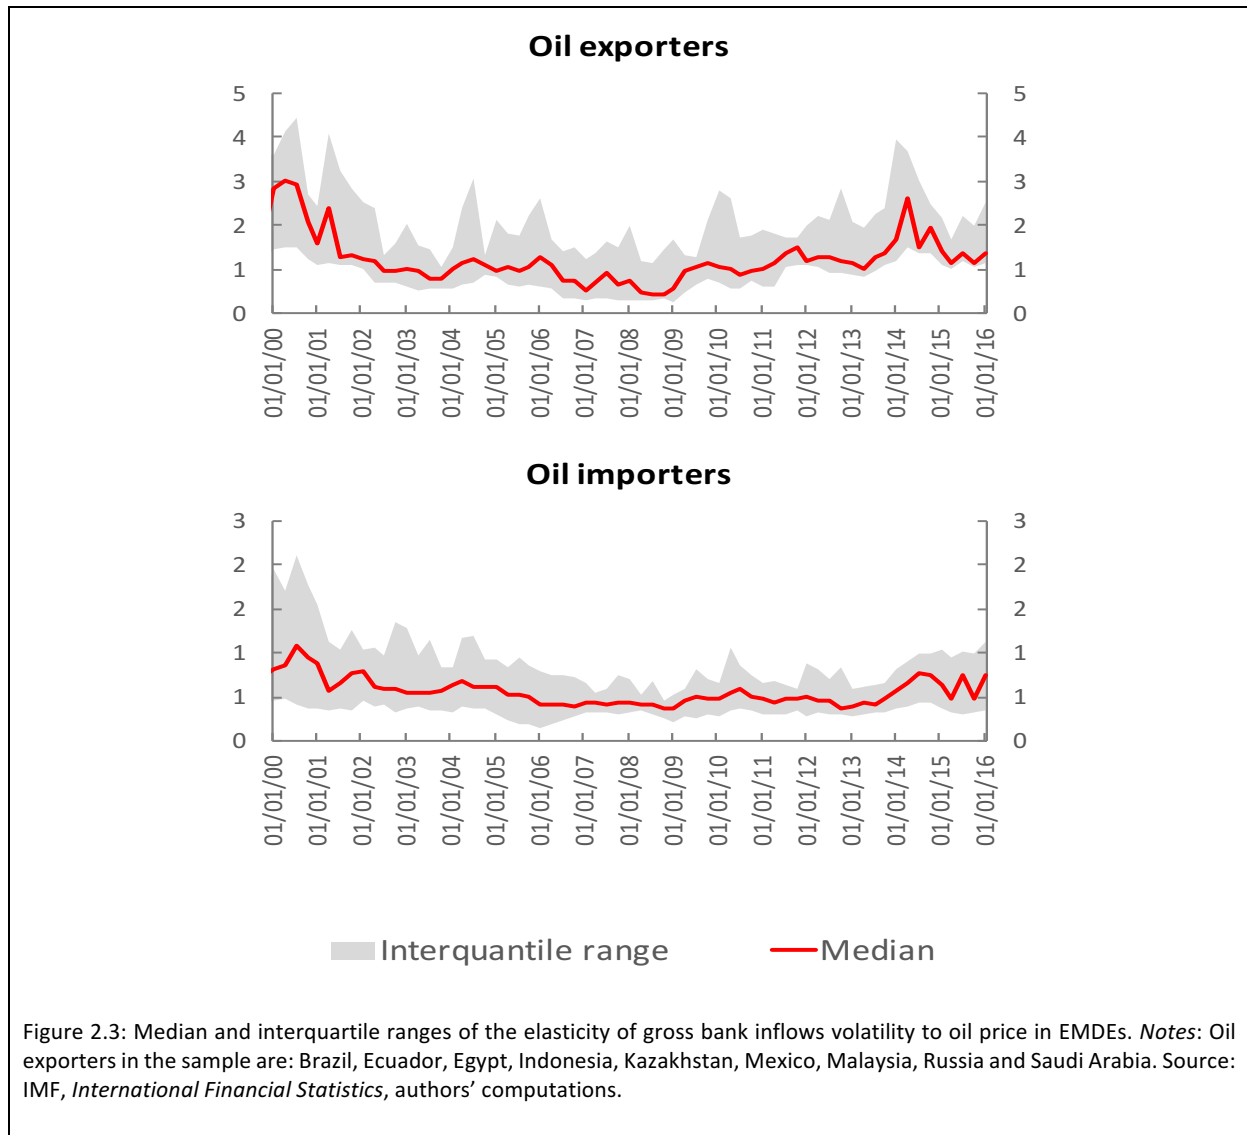 Oil exporters
5 5
4 4
3 3
2 2
1 1
0 0
01/01/00 01/01/01 01/01/02 01/01/03 01/01/04 01/01/05 01/01/06 01/01/07 01/01/08 01/01/09 01/01/10 01/01/11 01/01/12 01/01/13 01/01/14 01/01/15 01/01/16
Oil importers
3 3
2 2
2 2
1 1
1 1
0 0
01/01/00 01/01/01 01/01/02 01/01/03 01/01/04 01/01/05 01/01/06 01/01/07 01/01/08 01/01/09 01/01/10 01/01/11 01/01/12 01/01/13 01/01/14 01/01/15 01/01/16
Interquantile range Median
Figure 2.3: Median and interquartile ranges of the elasticity of gross bank inflows volatility to oil price in EMDEs. Notes: Oil
exporters in the sample are: Brazil, Ecuador, Egypt, Indonesia, Kazakhstan, Mexico, Malaysia, Russia and Saudi Arabia. Source:
IMF, International Financial Statistics, authors’ computations.